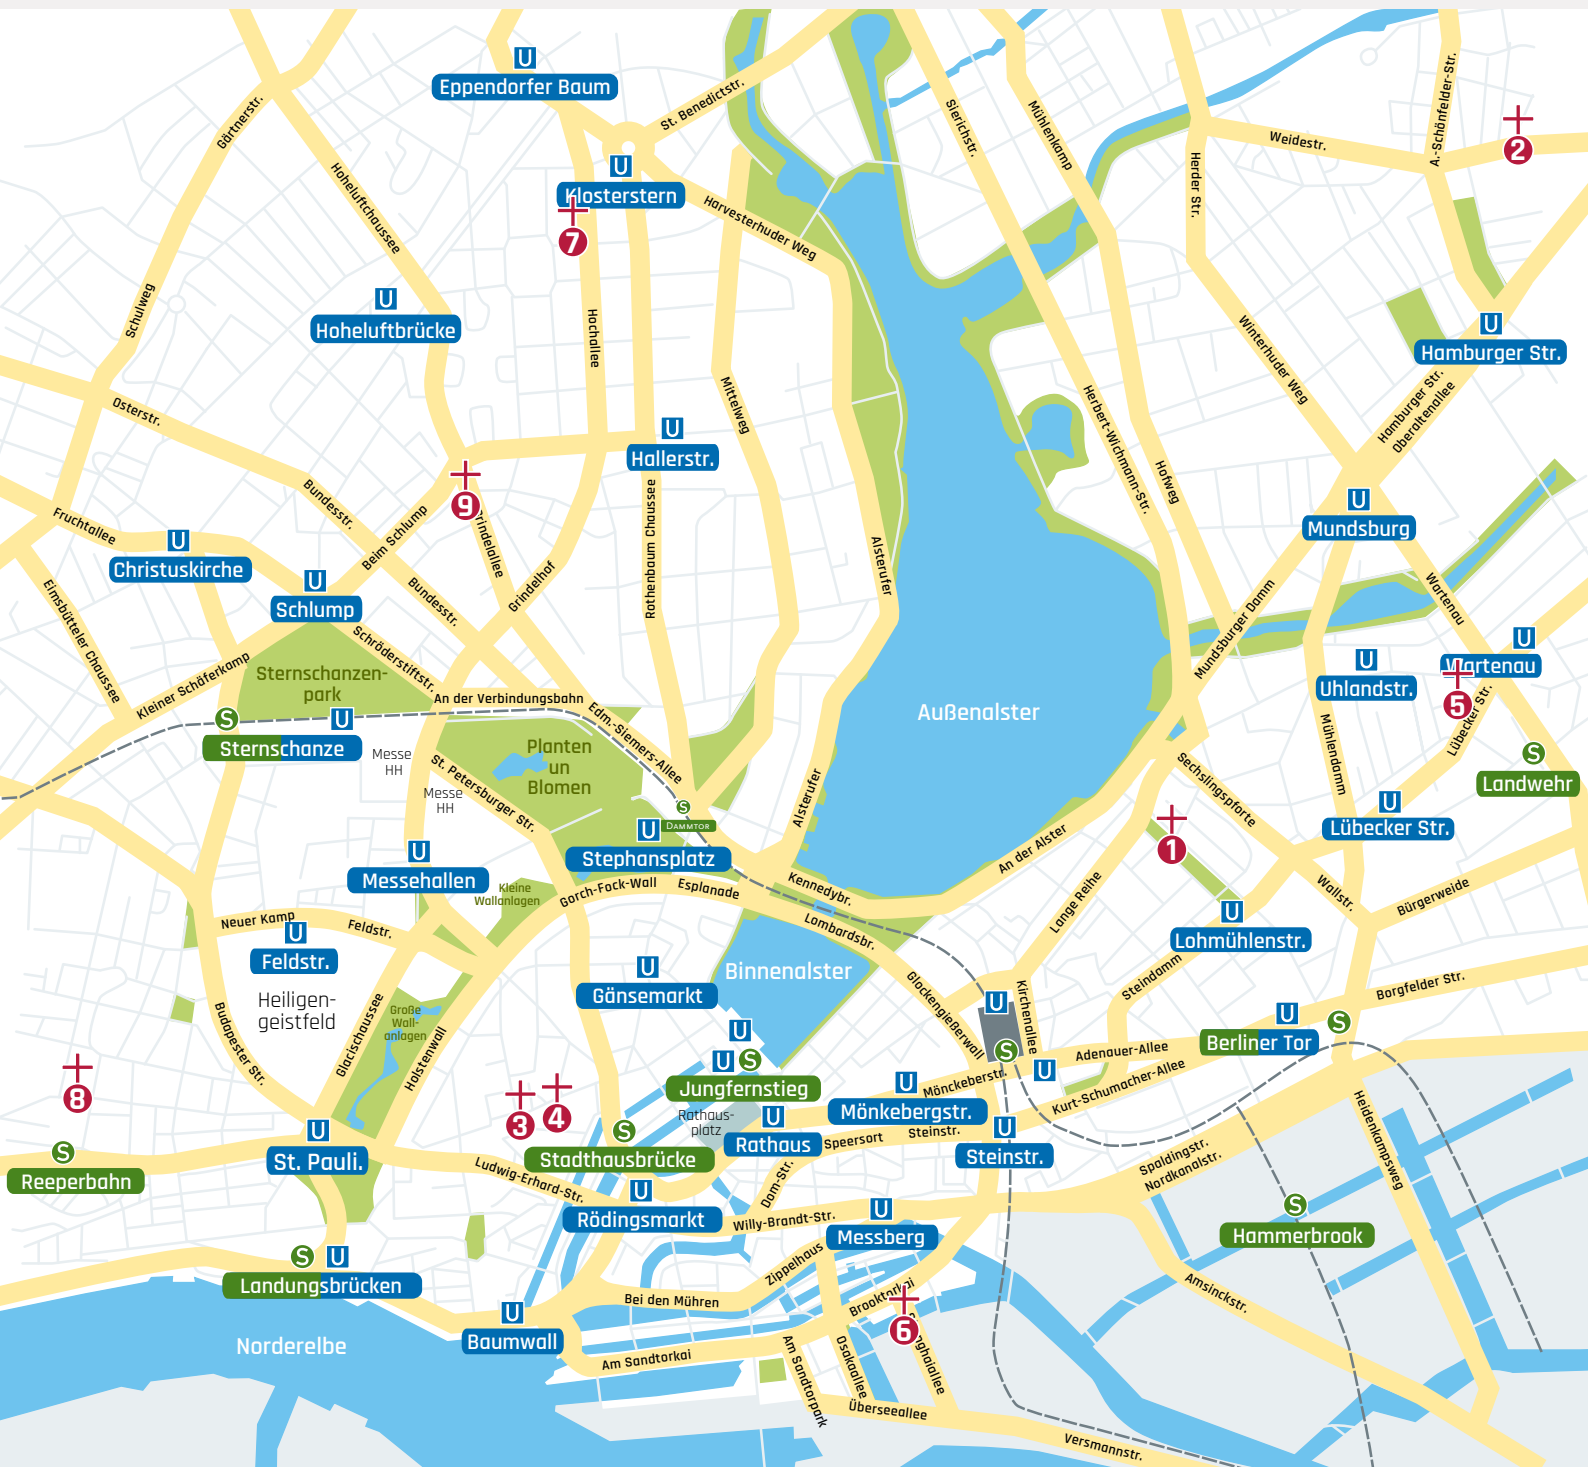 U
Eppendorfer Baum
St. Benedictstr.
Gärtnerstr.
Sierichstr.
Mühlenkamp
Weidestr.
A.-Schönfelder-Str.
2
Herder Str.
U
Klosterstern
7
Harvesterhuder Weg
Hoheluftchaussee
Schulweg
U
Hoheluftbrücke
Hochallee
U
Hamburger Str.
Winterhuder Weg
Hamburger Str.
Oberaltenallee
Osterstr.
Mittelweg
Herbert-Wichmann-Str.
Hofweg
U
Hallerstr.
9
Grindelallee
Bundesstr.
Beim Schlump
Fruchtallee
U
Christuskirche
U
Mundsburg
Rothenbaum Chaussee
Alsterufer
Eimsbütteler Chaussee
U
Schlump
Bundesstr.
Grindelhof
Wartenau
Mundsburger Damm
U
Wartenau
5
Lübecker Str.
U
Uhlandstr.
Schröderstiftstr.
Kleiner Schäferkamp
Sternschanzen-
park
An der Verbindungsbahn
Edm.-Siemers-Allee
Außenalster
S
U
Sternschanze
Messe
HH
Messe
HH
Planten
un
Blomen
St. Petersburger Str.
Mühlendamm
Sechslingspforte
S
Landwehr
Alsterufer
S
Dammtor
U
Stephansplatz
U
Lübecker Str.
1
An der Alster
U
Messehallen
Kleine
Wallanlagen
Gorch-Fock-Wall
Esplanade
Kennedybr.
Lombardsbr.
Lange Reihe
Wallstr.
Bürgerweide
Neuer Kamp
Feldstr.
U
Feldstr.
U
Lohmühlenstr.
Binnenalster
U
Gänsemarkt
Glockengießerwall
Kirchenallee
Steindamm
Borgfelder Str.
Heiligen-
geistfeld
Große
Wall-
anlagen
Budapester Str.
Glacischaussee
Holstenwall
U
S
U
Berliner Tor
S
U
U
S
Jungfernstieg
Adenauer-Allee
U
Kurt-Schumacher-Allee
8
3
4
Mönckeberstr.
U
Mönkebergstr.
Rathaus-
platz
U
Rathaus
Speersort
Steinstr.
U
Steinstr.
Heidenkampsweg
S
Reeperbahn
U
St. Pauli.
S
Stadthausbrücke
Spaldingstr.
Nordkanalstr.
Ludwig-Erhard-Str.
Dom-Str.
U
Rödingsmarkt
Willy-Brandt-Str.
U
Messberg
S
Hammerbrook
S
U
Landungsbrücken
Zippelhaus
Bei den Mühren
Brooktorkai
Amsinckstr.
6
Norderelbe
U
Baumwall
Am Sandtorkai
Am Sandtorpark
Osakaallee
Überseeallee
Versmannstr.